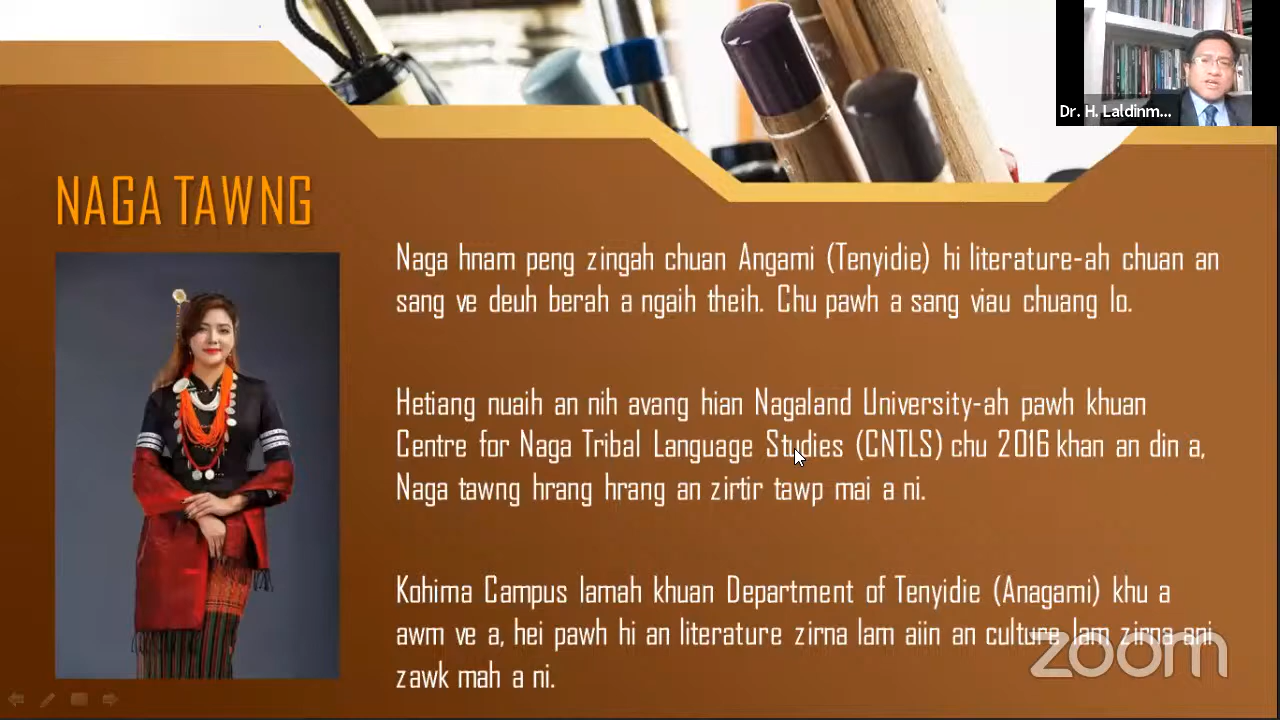 Dr. H. Laldinm...
NAGA TAWNG
Naga hnam peng zingah chuan Angami (Tenyidie) hi literature-ah chuan an
sang ve deuh berah a ngaih theih. Chu pawh a sang viau chuang lo.
Hetiang nuaih an nih avang hian Nagaland University-ah pawh khuan
Centre for Naga Tribal Language Studies (CNTLS) chu 2016 khan an din a,
Naga tawng hrang hrang an zirtir tawp mai a ni.
Kohima Campus lamah khuan Department of Tenyidie (Anagami) khu a
awm ve a, hei pawh hi an literature zirna lam aiin an culture lam zirna ani
zawk mah a ni.
zoom